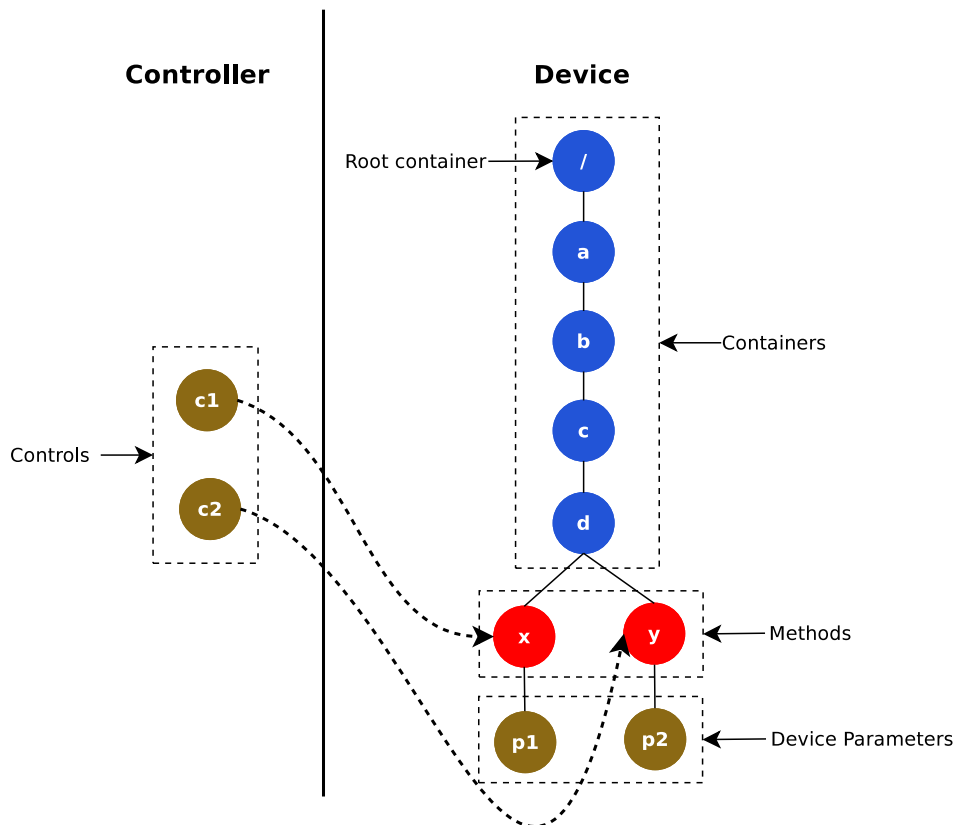 Controller
Device
Root container
/
a
b
Containers
c1
c
Controls
c2
d
x
y
Methods
p1
p2
Device Parameters